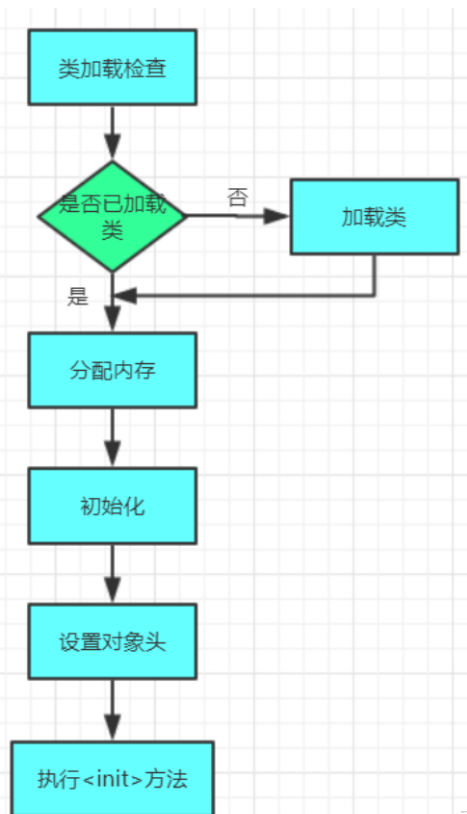 类加载检查
是否已加载
类
否
加载类
是
分配内存
初始化
设置对象头
执行<init>方法